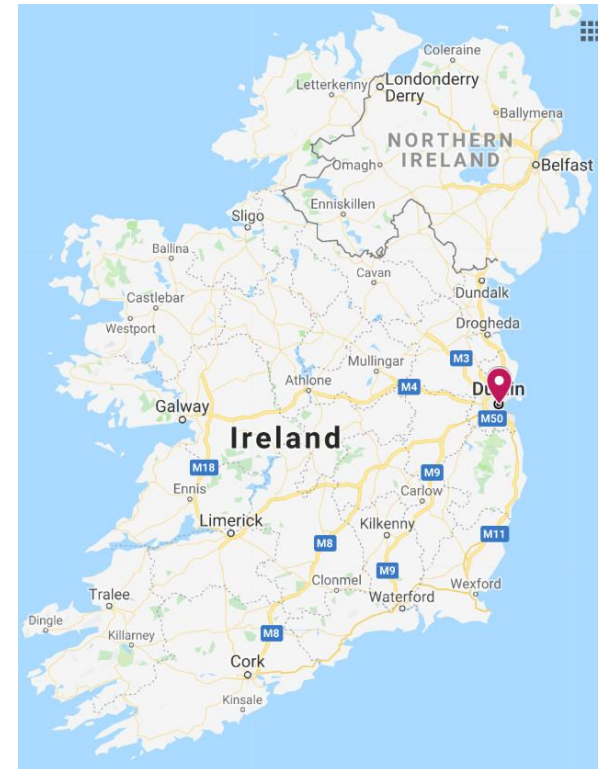 Coleraine
Letterkenny
Londonderry
Derry
Ballymena
NORTHERN
IRELAND
Omagh
Belfast
Enniskillen
Sligo
Ballina
Cavan
Dundalk
Castlebar
Westport
Drogheda
Mullingar
M3
Athlone
M4
Dublin
Galway
M50
Ireland
M18
M9
Ennis
Carlow
Limerick
Kilkenny
M8
M11
M9
Clonmel
Wexford
Tralee
Waterford
Dingle
Killarney
M8
Cork
Kinsale